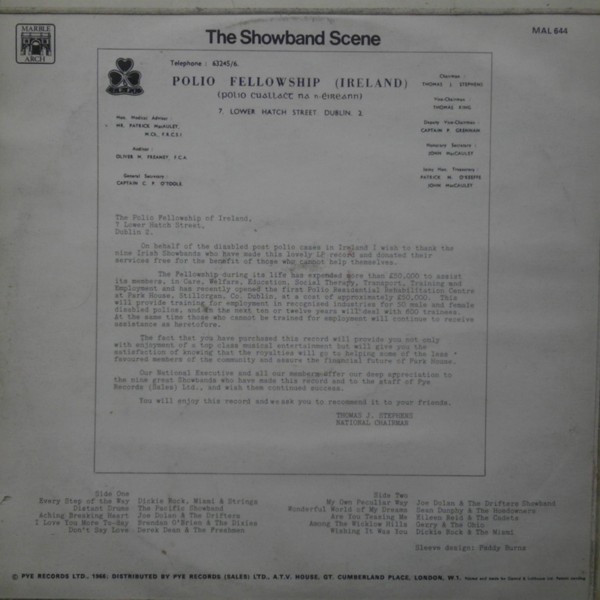 MARBLE
ARCH
The Showband Scene
MAL 644
Telephone : 63245/6.
POLIO FELLOWSHIP (IRELAND)
(polio cuallacт na h-éireann)
7, LOWER HATCH STREET, DUBLIN, 2.
Chairman :
THOMAS J. STEPHENS
Vice-Chairman :
THOMAS KING
Deputy Vice-Chairman :
CAPTAIN P. GRENNAN
Honorary Secretary :
JOHN MacCAULEY
Joint Hon. Treasurers :
PATRICK M. O'KEEFFE
JOHN MacCAULEY
Hon. Medical Advisor :
MR. PATRICK MacAULEY,
M.Ch., F.R.C.S.I.
Auditor :
OLIVER M. FREANEY, F.C.A.
General Secretary :
CAPTAIN C. P. O'TOOLE
The Polio Fellowship of Ireland,
7 Lower Hatch Street,
Dublin 2.
On behalf of the disabled post polio cases in Ireland I wish to thank the
nine Irish Showbands who have made this lovely LP record and donated their
services free for the benefit of those who cannot help themselves.
The Fellowship during its life has expended more than to assist
its members, in Care, Welfare, Education, Social Therapy, Transport, Training and
Employment and has recently opened the first Polio Rehabilitation Centre
at Park House, Stillorgan, Co. Dublin, at a cost of approximately This
will provide training for employment in recognised industries for 50 male and female
disabled polios, and in the next ten or twelve years will deal with 600 trainees.
At the same time those who cannot be trained for employment will continue to receive
assistance as heretofore.
The fact that you have purchased this record will provide you not only
with enjoyment of a top class musical entertainment but will give you the
satisfaction of knowing that the royalties will go to helping some of the less
favoured members of the community and assure the financial future of Park House.
Our National Executive and all our members offer our deep appreciation to
the nine great Showbands who have made this record and to the staff of Pye
Records (Sales) Ltd., and wish them continued success.
You will enjoy this record and we ask you to recommend it to your friends.
THOMAS J. STEPHENS
NATIONAL CHAIRMAN
Side One
Every Step of the Way Dickie Rock, Miami & Strings
Distant Drums The Pacific Showband
Aching Breaking Heart Joe Dolan & The Drifters
I Love You More To-day Brendan O'Brien & The Dixies
Don't Say Love Derek Dean & The Freshmen
Side Two
My Own Peculiar Way Joe Dolan & The Drifters Showband
Wonderful World of My Dreams Sean Dunphy & The Hoedowners
Are You Teasing Me Eileen Reid & The Cadets
Among The Wicklow Hills Gerry & The Ohio
Wishing It Was You Dickie Rock & The Miami
Sleeve design: Paddy Burns
© PYE RECORDS LTD., 1966; DISTRIBUTED BY PYE RECORDS (SALES) LTD., A.T.V. HOUSE, GT. CUMBERLAND PLACE, LONDON, W.1.